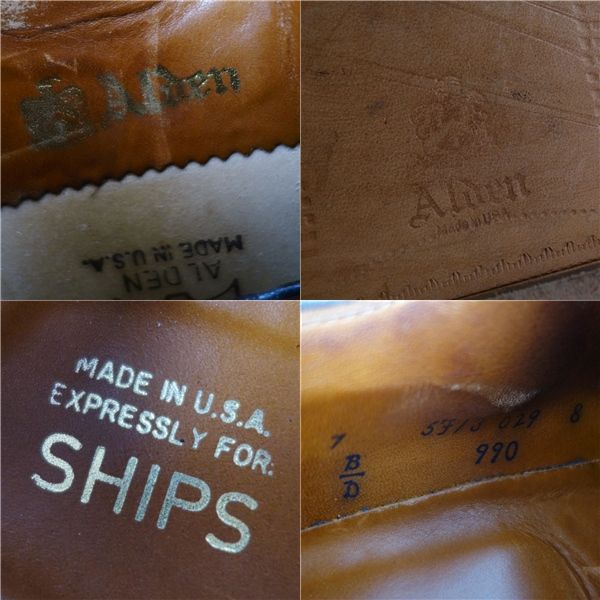 Alden
ALDEN
MADE IN U.S.A.
Alden
Made in U.S.A.
MADE IN U.S.A.
EXPRESSLY FOR:
SHIPS
7 8
B
D
990